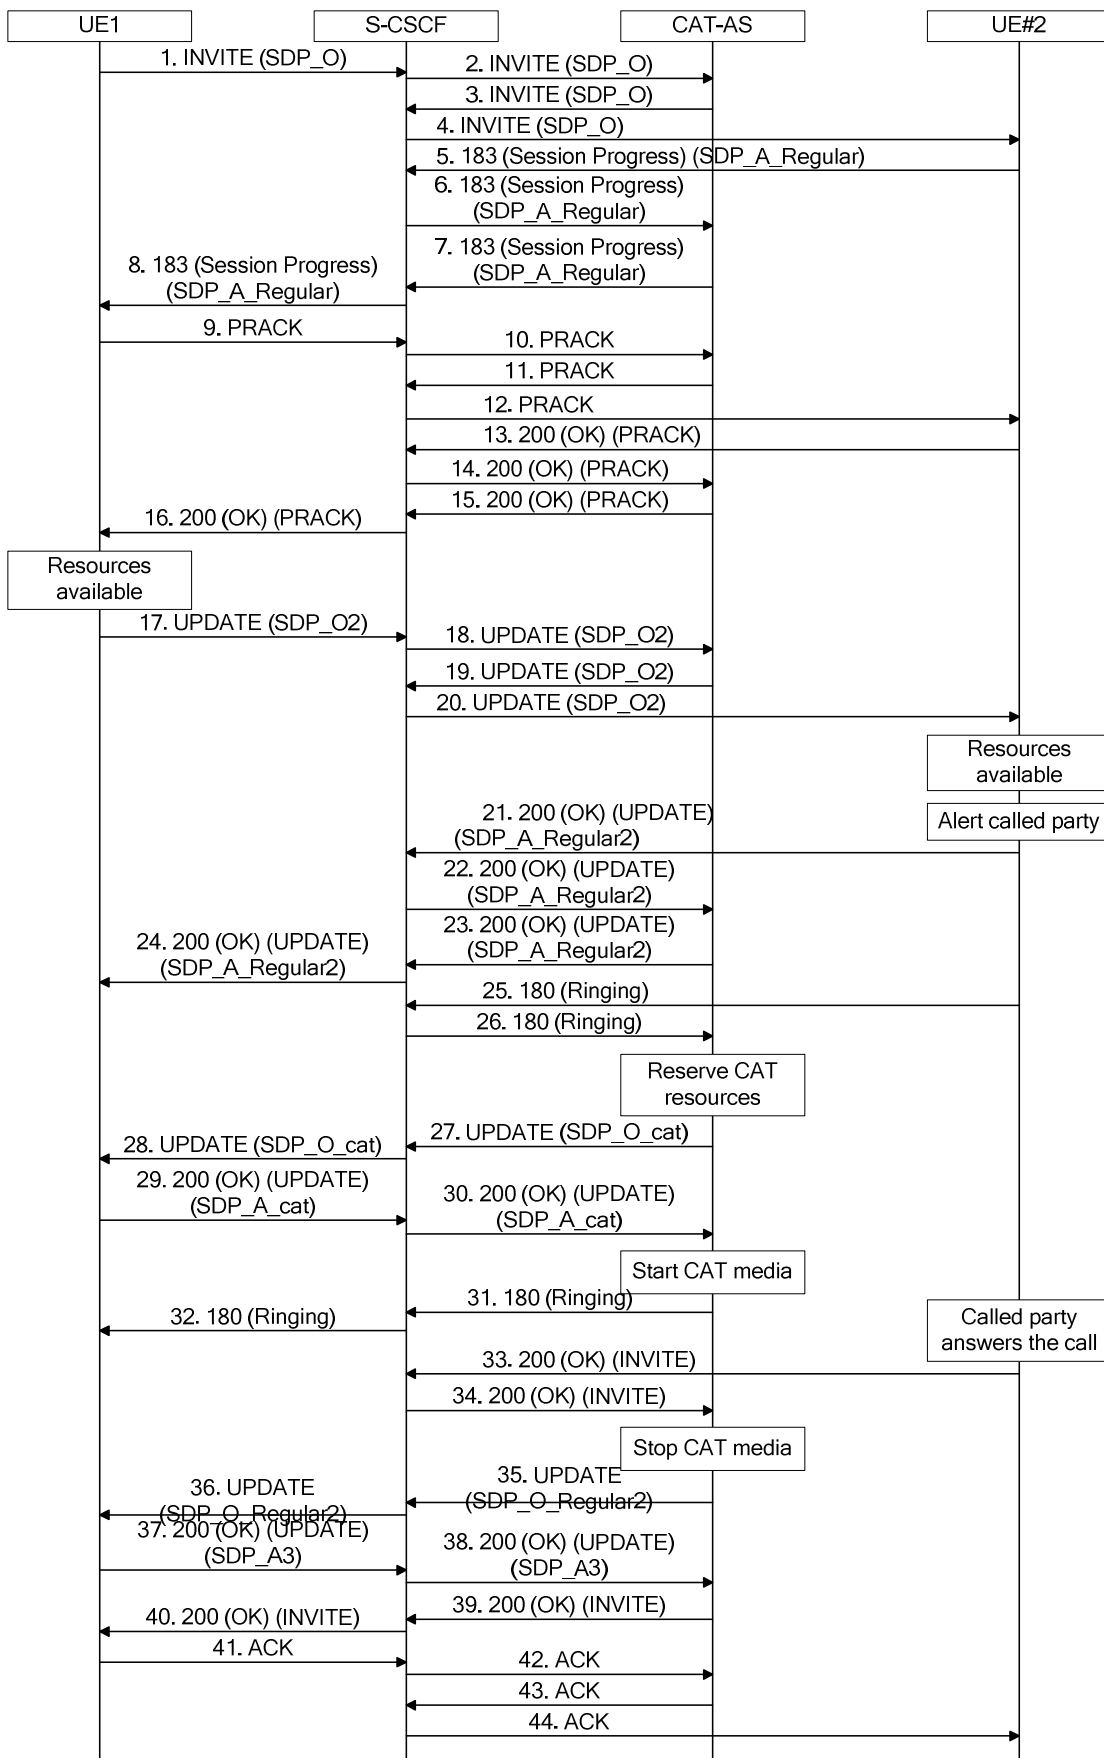 UE1
S-CSCF
CAT-AS
UE#2
1. INVITE (SDP_O)
2. INVITE (SDP_O)
3. INVITE (SDP_O)
4. INVITE (SDP_O)
5. 183 (Session Progress) (SDP_A_Regular)
6. 183 (Session Progress)
(SDP_A_Regular)
7. 183 (Session Progress)
(SDP_A_Regular)
8. 183 (Session Progress)
(SDP_A_Regular)
9. PRACK
10. PRACK
11. PRACK
12. PRACK
13. 200 (OK) (PRACK)
14. 200 (OK) (PRACK)
15. 200 (OK) (PRACK)
16. 200 (OK) (PRACK)
Resources
available
17. UPDATE (SDP_O2)
18. UPDATE (SDP_O2)
19. UPDATE (SDP_O2)
20. UPDATE (SDP_O2)
Resources
available
Alert called party
21. 200 (OK) (UPDATE)
(SDP_A_Regular2)
22. 200 (OK) (UPDATE)
(SDP_A_Regular2)
23. 200 (OK) (UPDATE)
(SDP_A_Regular2)
24. 200 (OK) (UPDATE)
(SDP_A_Regular2)
25. 180 (Ringing)
26. 180 (Ringing)
Reserve CAT
resources
27. UPDATE (SDP_O_cat)
28. UPDATE (SDP_O_cat)
29. 200 (OK) (UPDATE)
(SDP_A_cat)
30. 200 (OK) (UPDATE)
(SDP_A_cat)
Start CAT media
31. 180 (Ringing)
32. 180 (Ringing)
Called party
answers the call
33. 200 (OK) (INVITE)
34. 200 (OK) (INVITE)
Stop CAT media
35. UPDATE
(SDP_O_Regular2)
36. UPDATE
(SDP_O_Regular2)
37. 200 (OK) (UPDATE)
(SDP_A3)
38. 200 (OK) (UPDATE)
(SDP_A3)
39. 200 (OK) (INVITE)
40. 200 (OK) (INVITE)
41. ACK
42. ACK
43. ACK
44. ACK